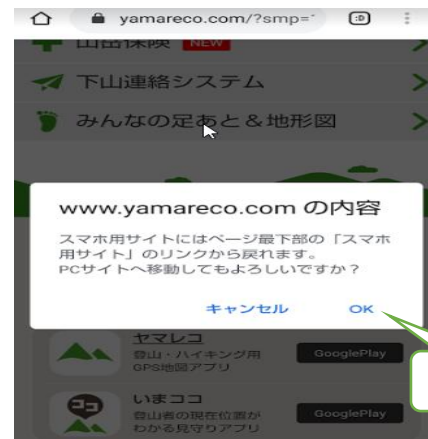 yamareco.com/?smp=
:D
山岳保険 NEW
下山連絡システム
みんなの足あと＆地形図
www.yamareco.com の内容
スマホ用サイトにはページ最下部の「スマホ
用サイト」のリンクから戻れます。
PCサイトへ移動してもよろしいですか？
キャンセル OK
ヤマレコ
登山・ハイキング用
GPS地図アプリ
GooglePlay
ココ
いまココ
登山者の現在位置が
わかる見守りアプリ
GooglePlay